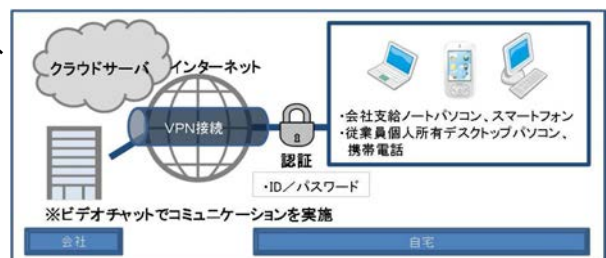 クラウドサーバ
インターネット
VPN接続
認証
・ID／パスワード
・会社支給ノートパソコン、スマートフォン
・従業員個人所有デスクトップパソコン、
携帯電話
※ビデオチャットでコミュニケーションを実施
会社
自宅